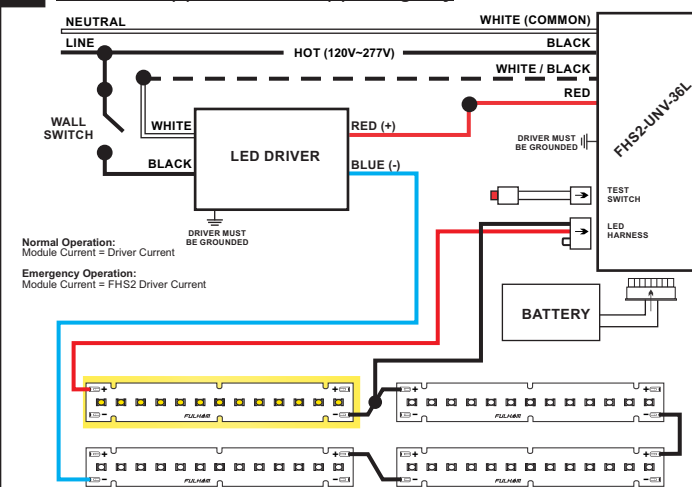 NEUTRAL
WHITE (COMMON)
LINE
HOT (120V~277V)
BLACK
WHITE / BLACK
RED
WALL
SWITCH
WHITE
BLACK
LED DRIVER
RED (+)
BLUE (-)
DRIVER MUST
BE GROUNDED
DRIVER MUST
BE GROUNDED
FHS2-UNV-36L
TEST
SWITCH
LED
HARNESS
Normal Operation:
Module Current = Driver Current
Emergency Operation:
Module Current = FHS2 Driver Current
BATTERY
+
+
-
-
FULHAM
+
+
-
-
FULHAM
+
+
-
-
FULHAM
+
+
-
-
FULHAM